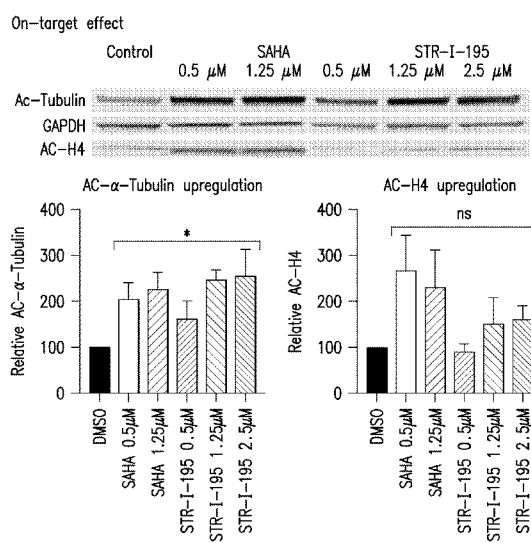 On-target effect
Control SAHA STR-I-195
0.5 μM 1.25 μM 0.5 μM 1.25 μM 2.5 μM
Ac-Tubulin
GAPDH
AC-H4
AC-α-Tubulin upregulation
400
300
200
100
0
Relative AC-α-Tubulin
*
DMSO
SAHA 0.5μM
SAHA 1.25μM
STR-I-195 0.5μM
STR-I-195 1.25μM
STR-I-195 2.5μM
AC-H4 upregulation
400
300
200
100
0
Relative AC-H4
ns
DMSO
SAHA 0.5μM
SAHA 1.25μM
STR-I-195 0.5μM
STR-I-195 1.25μM
STR-I-195 2.5μM